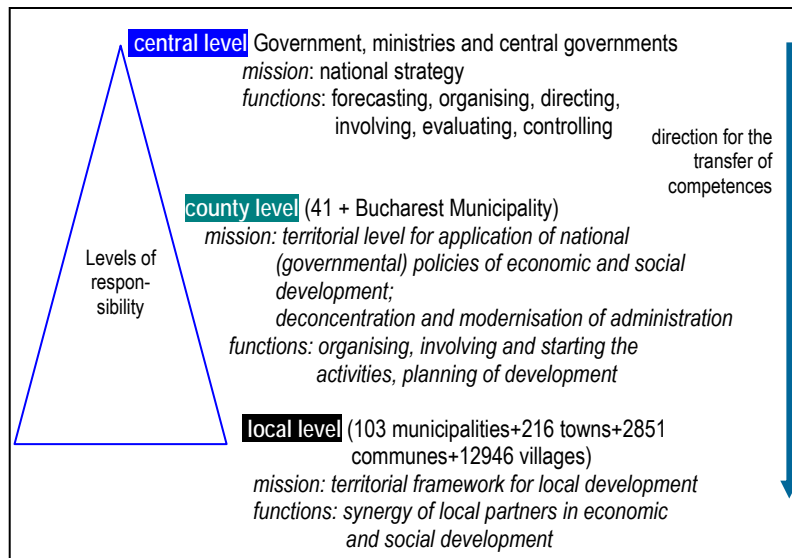 central level Government, ministries and central governments
mission: national strategy
functions: forecasting, organising, directing,
involving, evaluating, controlling
direction for the
transfer of
competences
county level (41 + Bucharest Municipality)
mission: territorial level for application of national
(governmental) policies of economic and social
development;
deconcentration and modernisation of administration
functions: organising, involving and starting the
activities, planning of development
Levels of
respon-
sibility
local level (103 municipalities+216 towns+2851
communes+12946 villages)
mission: territorial framework for local development
functions: synergy of local partners in economic
and social development